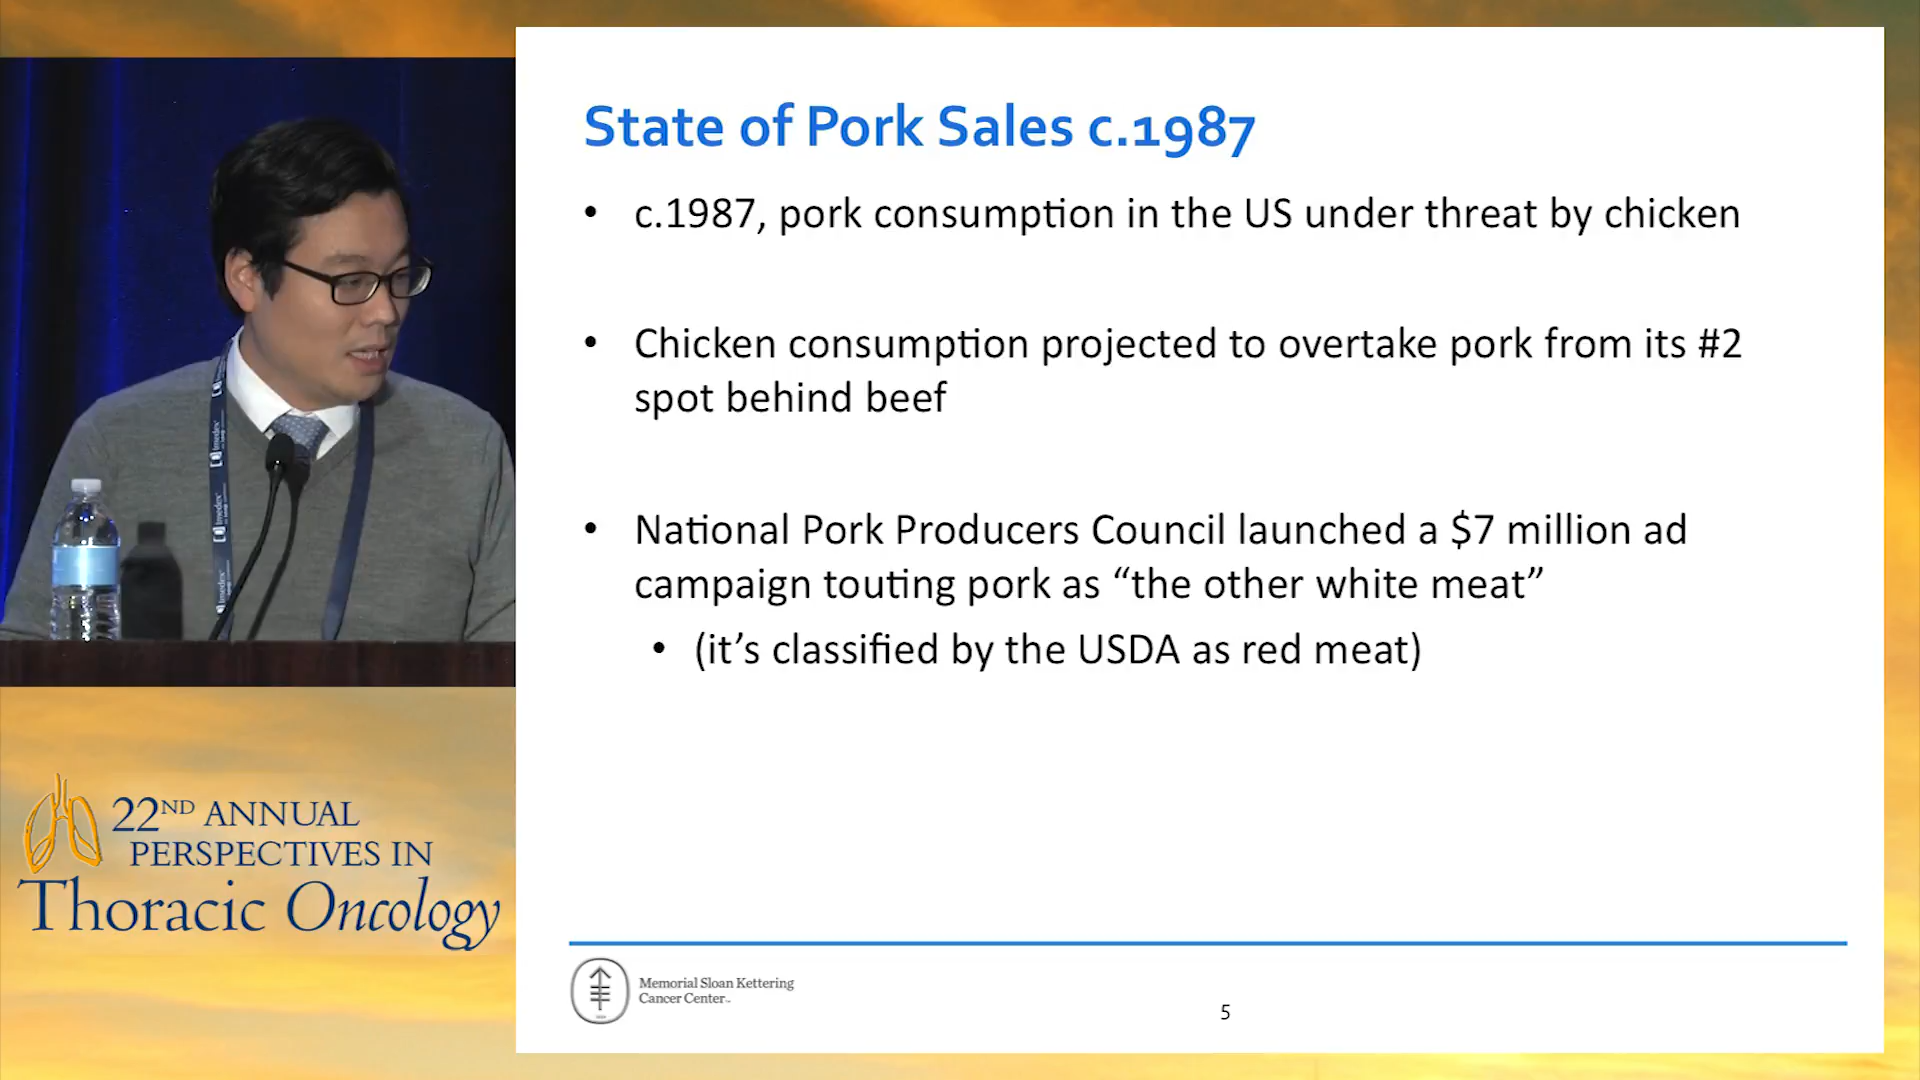 State of Pork Sales c.1987
• c.1987, pork consumption in the US under threat by chicken
• Chicken consumption projected to overtake pork from its #2
spot behind beef
• National Pork Producers Council launched a $7 million ad
campaign touting pork as “the other white meat”
• (it’s classified by the USDA as red meat)
Memorial Sloan Kettering
Cancer Center
5
22ND ANNUAL
PERSPECTIVES IN
Thoracic Oncology
Imedex
Imedex
Imedex